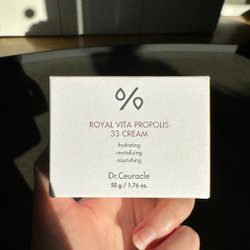 ROYAL VITA PROPOLIS
33 CREAM
hydrating
revitalizing
nourishing
Dr.Ceuracle
50 g / 1.76 oz.